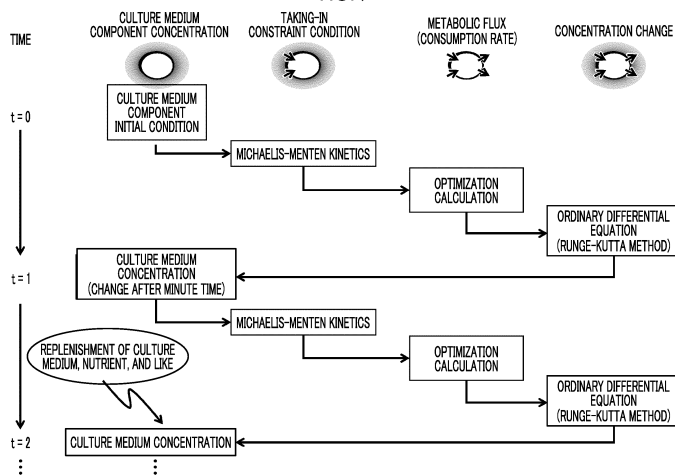 TIME
CULTURE MEDIUM
COMPONENT CONCENTRATION
TAKING-IN
CONSTRAINT CONDITION
METABOLIC FLUX
(CONSUMPTION RATE)
CONCENTRATION CHANGE
t=0
CULTURE MEDIUM
COMPONENT
INITIAL CONDITION
MICHAELIS-MENTEN KINETICS
OPTIMIZATION
CALCULATION
ORDINARY DIFFERENTIAL
EQUATION
(RUNGE-KUTTA METHOD)
t=1
CULTURE MEDIUM
CONCENTRATION
(CHANGE AFTER MINUTE TIME)
MICHAELIS-MENTEN KINETICS
REPLENISHMENT OF CULTURE
MEDIUM, NUTRIENT, AND LIKE
OPTIMIZATION
CALCULATION
ORDINARY DIFFERENTIAL
EQUATION
(RUNGE-KUTTA METHOD)
t=2
CULTURE MEDIUM CONCENTRATION